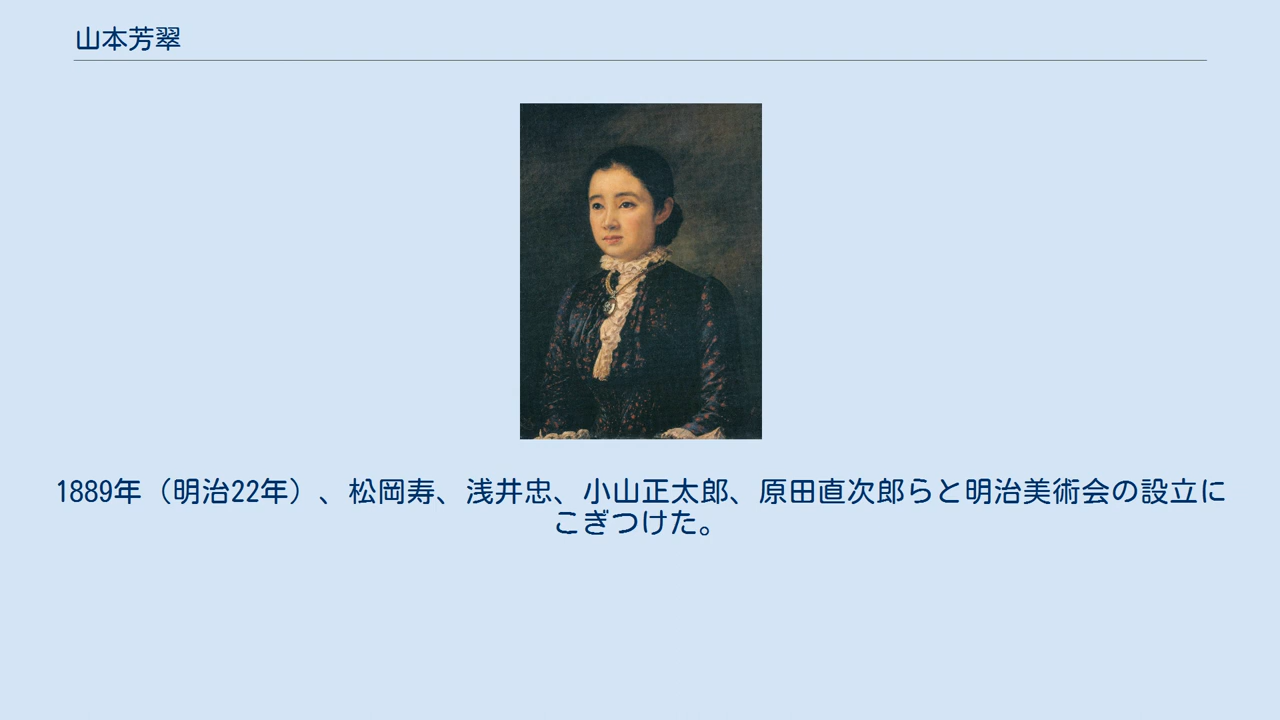 山本芳翠
1889年（明治22年）、松岡寿、浅井忠、小山正太郎、原田直次郎らと明治美術会の設立に
こぎつけた。